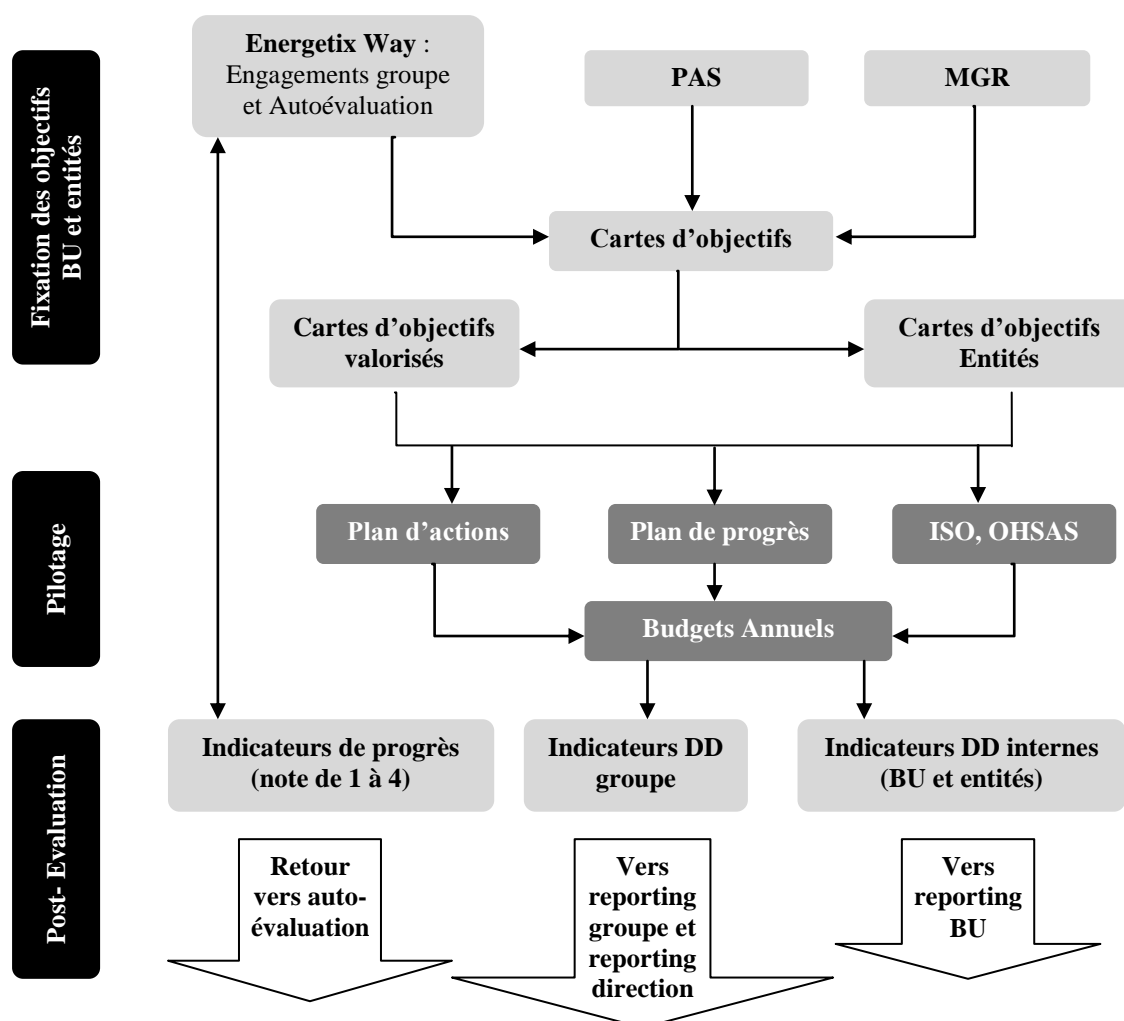 Fixation des objectifs
BU et entités
Energetix Way :
Engagements groupe
et Autoévaluation
PAS
MGR
Cartes d’objectifs
Cartes d’objectifs
valorisés
Cartes d’objectifs
Entités
Pilotage
Plan d’actions
Plan de progrès
ISO, OHSAS
Budgets Annuels
Post- Evaluation
Indicateurs de progrès
(note de 1 à 4)
Indicateurs DD
groupe
Indicateurs DD internes
(BU et entités)
Retour
vers auto-
évaluation
Vers
reporting
groupe et
reporting
direction
Vers
reporting
BU